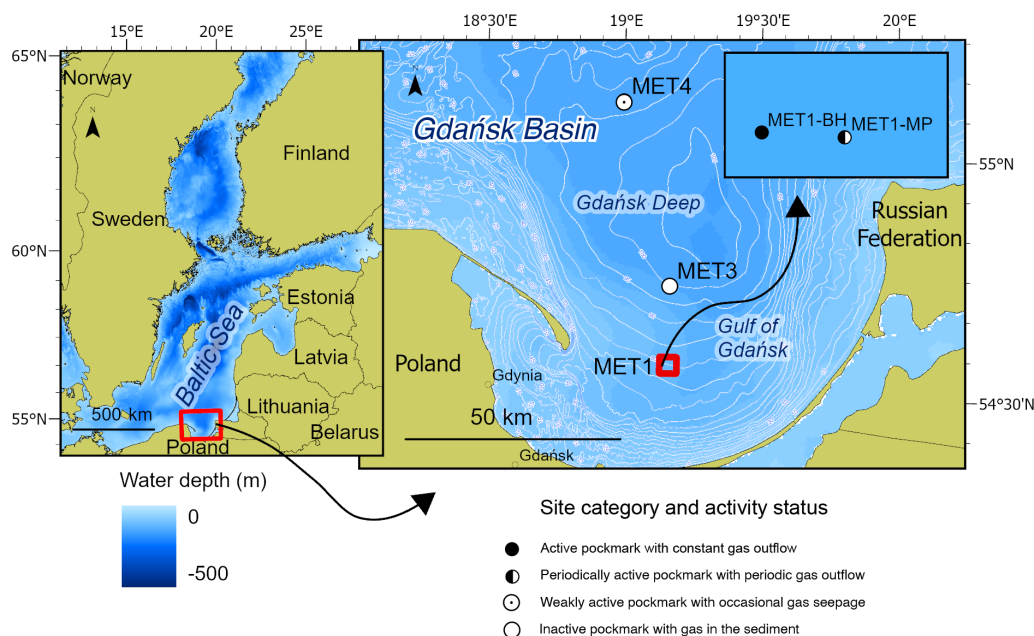 15°E 20°E 25°E
65°N
60°N
55°N
N
Norway
Finland
Sweden
Estonia
Latvia
Lithuania
Belarus
Poland
Baltic Sea
500 km
18°30'E 19°E 19°30'E 20°E
55°N
54°30'N
N
MET4
MET1-BH
MET1-MP
Gdańsk Basin
Gdańsk Deep
Russian
Federation
MET3
Gulf of
Gdańsk
MET1
Poland
Gdynia
50 km
Gdańsk
Water depth (m)
0
-500
Site category and activity status
Active pockmark with constant gas outflow
Periodically active pockmark with periodic gas outflow
Weakly active pockmark with occasional gas seepage
Inactive pockmark with gas in the sediment